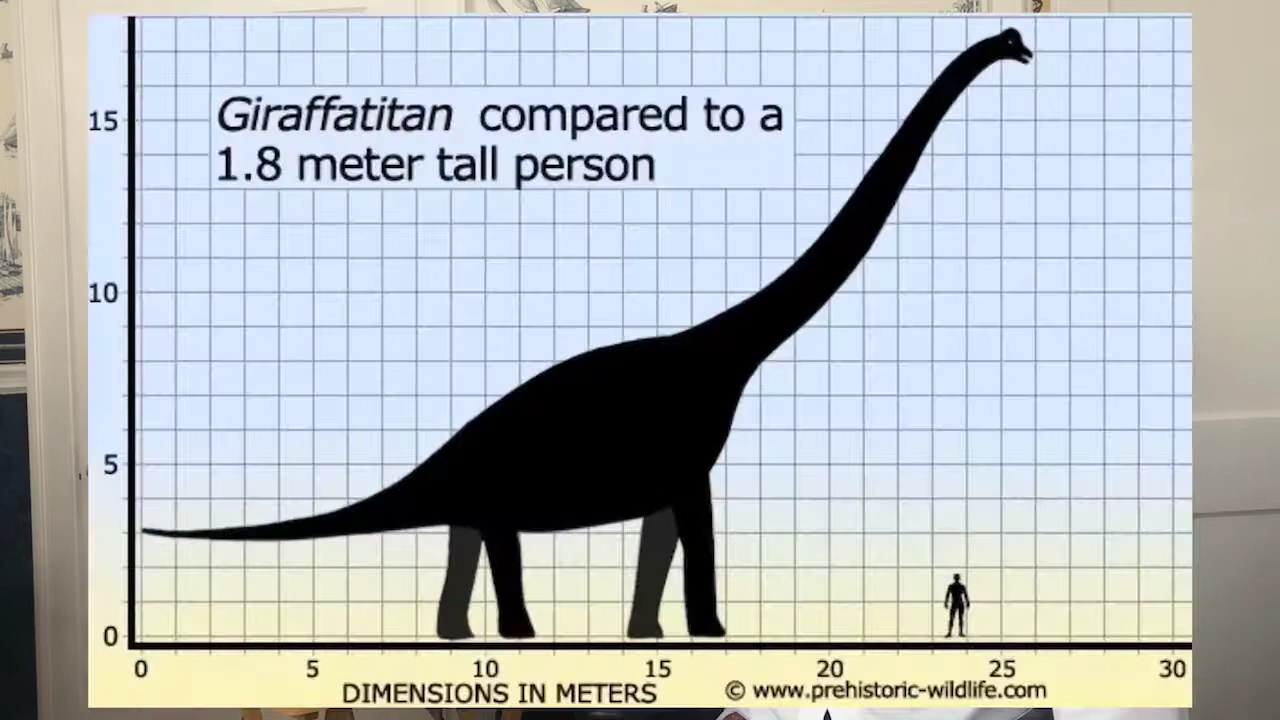 Giraffatitan compared to a
1.8 meter tall person
15
10
5
0
0 5 10 15 20 25 30
DIMENSIONS IN METERS © www.prehistoric-wildlife.com